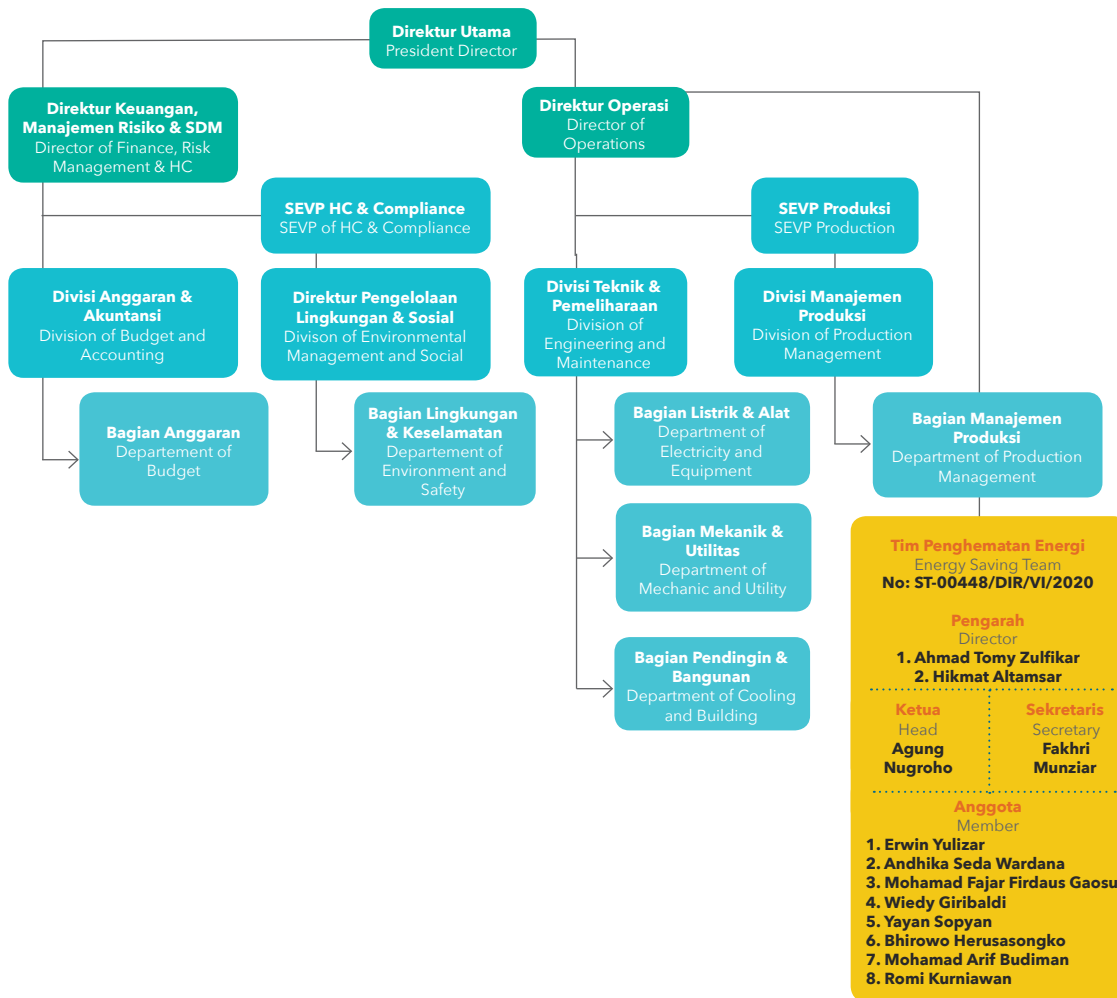 Direktur Utama
President Director
Direktur Keuangan,
Manajemen Risiko & SDM
Director of Finance, Risk
Management & HC
Direktur Operasi
Director of
Operations
SEVP HC & Compliance
SEVP of HC & Compliance
SEVP Produksi
SEVP Production
Divisi Anggaran &
Akuntansi
Division of Budget and
Accounting
Direktur Pengelolaan
Lingkungan & Sosial
Divison of Environmental
Management and Social
Divisi Teknik &
Pemeliharaan
Division of
Engineering and
Maintenance
Divisi Manajemen
Produksi
Division of Production
Management
Bagian Anggaran
Departement of
Budget
Bagian Lingkungan
& Keselamatan
Departement of
Environment and
Safety
Bagian Listrik & Alat
Department of
Electricity and
Equipment
Bagian Manajemen
Produksi
Department of Production
Management
Bagian Mekanik &
Utilitas
Department of
Mechanic and Utility
Bagian Pendingin &
Bangunan
Department of Cooling
and Building
Tim Penghematan Energi
Energy Saving Team
No: ST-00448/DIR/VI/2020
Pengarah
Director
1. Ahmad Tomy Zulfikar
2. Hikmat Altamsar
Ketua
Head
Agung
Nugroho
Sekretaris
Secretary
Fakhri
Munziar
Anggota
Member
1. Erwin Yulizar
2. Andhika Seda Wardana
3. Mohamad Fajar Firdaus Gaosu
4. Wiedy Giribaldi
5. Yayan Sopyan
6. Bhirowo Herusasongko
7. Mohamad Arif Budiman
8. Romi Kurniawan